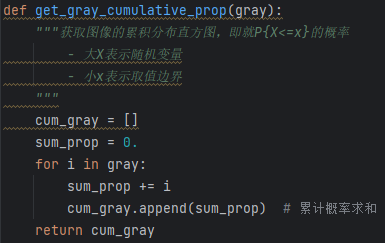 def get_gray_cumulative_prop(gray):
    """获取图像的累积分布直方图，即就P{X<=x}的概率
        - 大X表示随机变量
        - 小x表示取值边界
    """
    cum_gray = []
    sum_prop = 0.
    for i in gray:
        sum_prop += i
        cum_gray.append(sum_prop)  # 累计概率求和
    return cum_gray